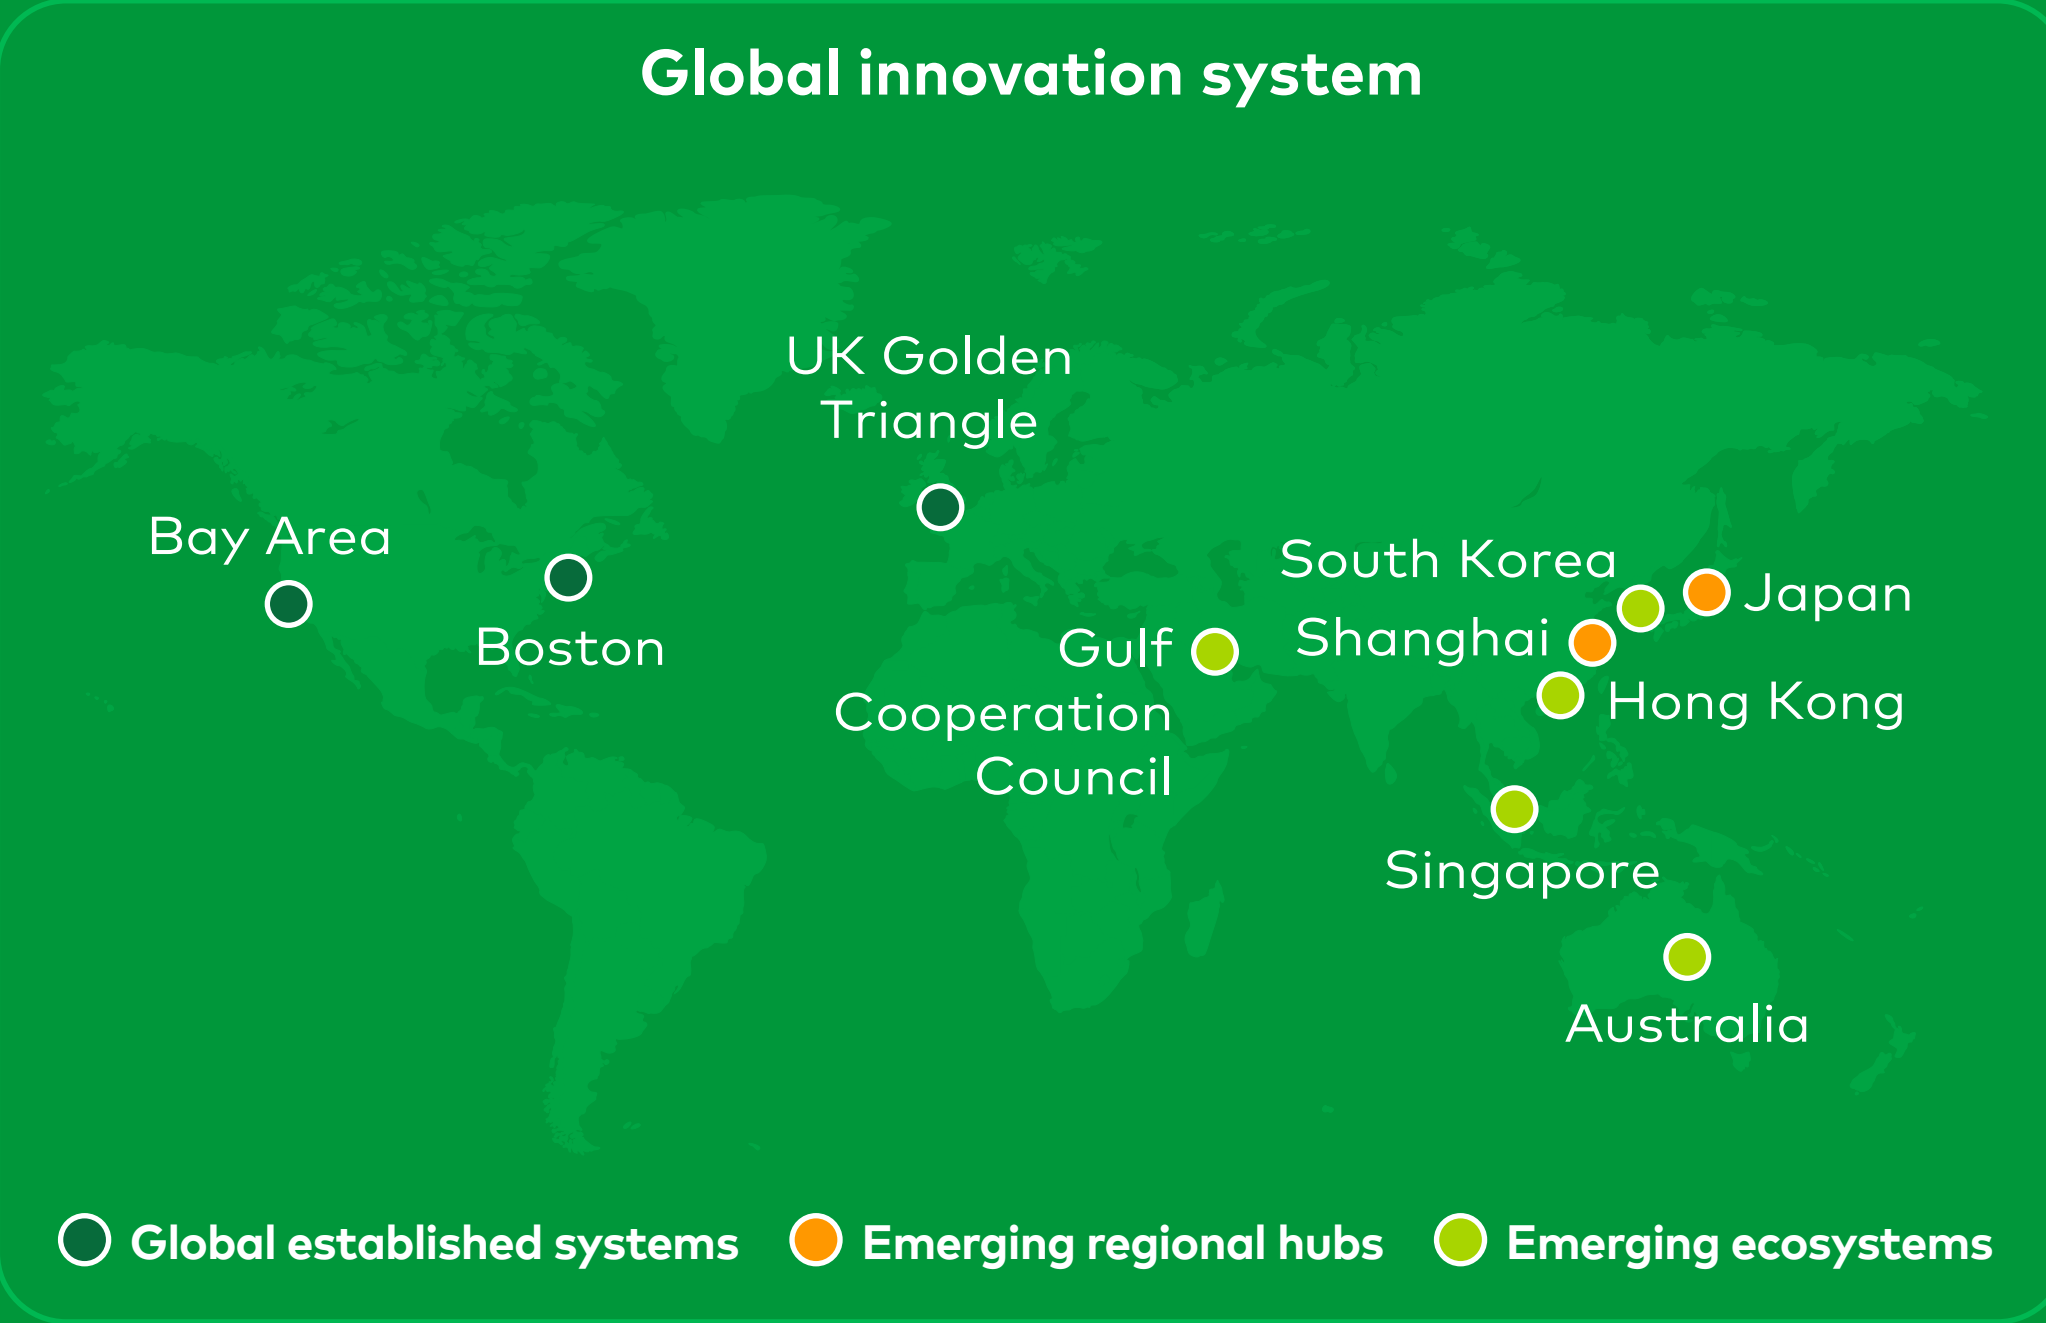 Global innovation system
UK Golden
Triangle
Bay Area
Boston
South Korea
Japan
Shanghai
Gulf
Cooperation
Council
Hong Kong
Singapore
Australia
Global established systems
Emerging regional hubs
Emerging ecosystems